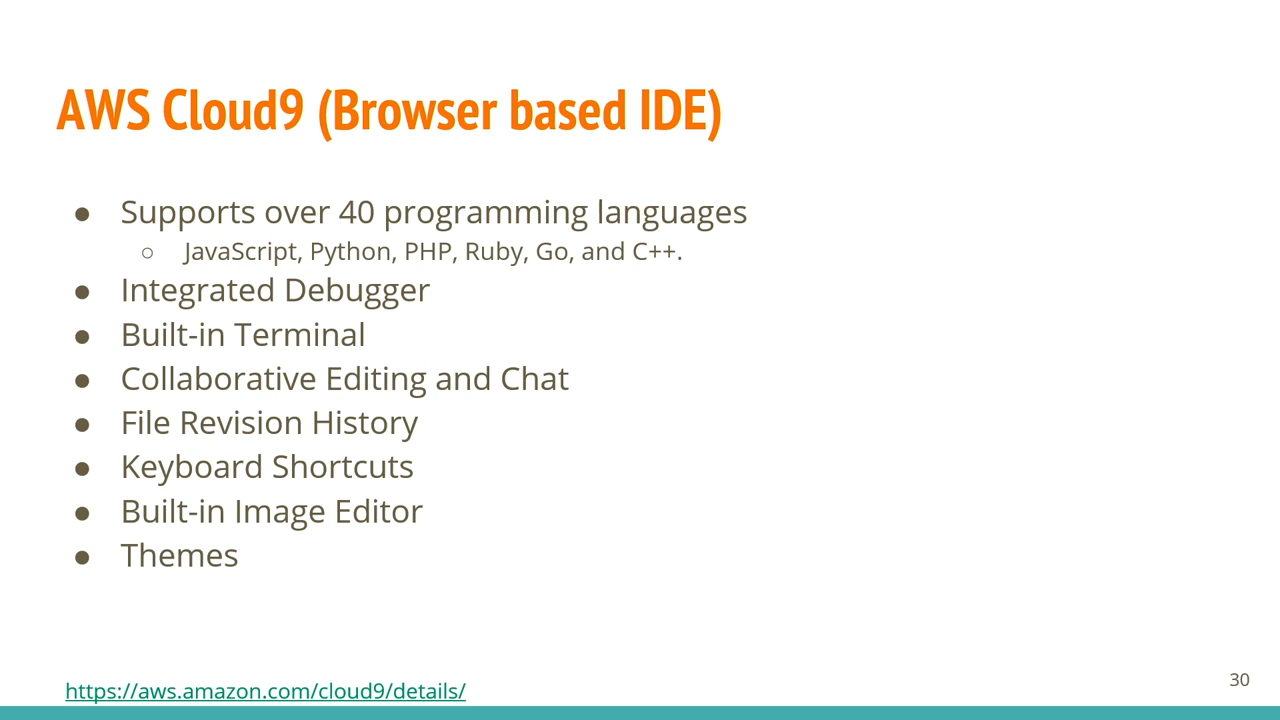 AWS Cloud9 (Browser based IDE)
● Supports over 40 programming languages
○ JavaScript, Python, PHP, Ruby, Go, and C++.
● Integrated Debugger
● Built-in Terminal
● Collaborative Editing and Chat
● File Revision History
● Keyboard Shortcuts
● Built-in Image Editor
● Themes
https://aws.amazon.com/cloud9/details/
30